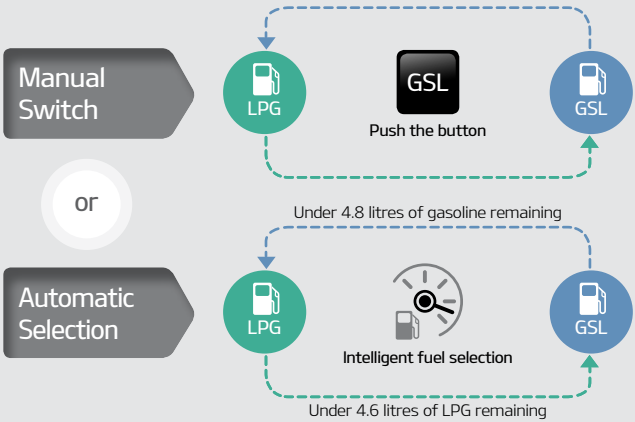 Manual
Switch
LPG
GSL
GSL
Push the button
or
Under 4.8 litres of gasoline remaining
Automatic
Selection
LPG
GSL
Intelligent fuel selection
Under 4.6 litres of LPG remaining